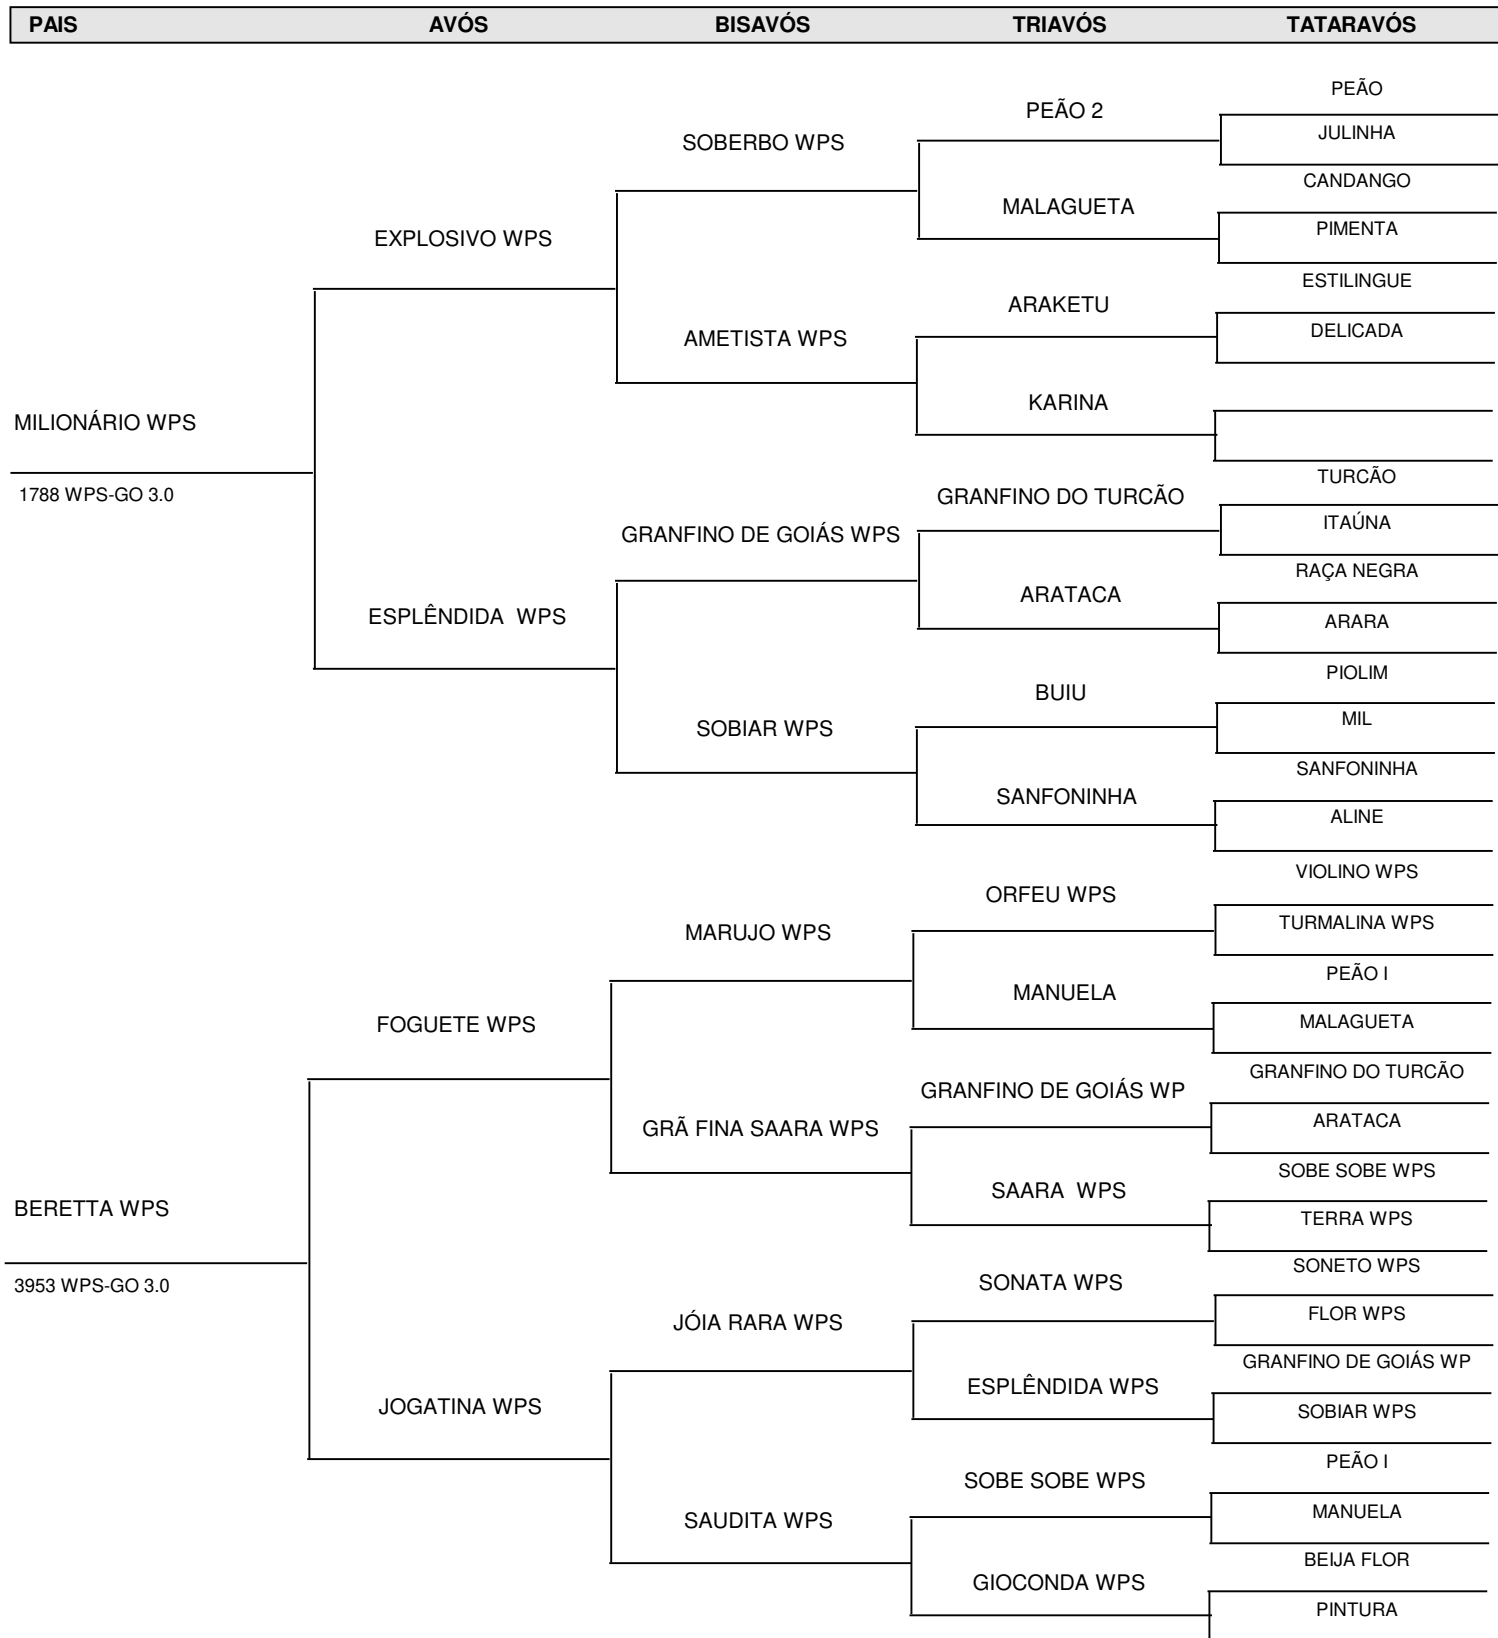 PAIS AVÓS BISAVÓS TRIAVÓS TATARAVÓS
PEÃO
PEÃO 2
JULINHA
SOBERBO WPS
CANDANGO
MALAGUETA
PIMENTA
EXPLOSIVO WPS
ESTILINGUE
ARAKETU
DELICADA
AMETISTA WPS
KARINA
MILIONÁRIO WPS
TURCÃO
1788 WPS-GO 3.0
GRANFINO DO TURCÃO
ITAÚNA
GRANFINO DE GOIÁS WPS
RAÇA NEGRA
ARATACA
ESPLÊNDIDA  WPS
ARARA
PIOLIM
BUIU
MIL
SOBIAR WPS
SANFONINHA
SANFONINHA
ALINE
VIOLINO WPS
ORFEU WPS
TURMALINA WPS
MARUJO WPS
PEÃO I
MANUELA
MALAGUETA
FOGUETE WPS
GRANFINO DO TURCÃO
GRANFINO DE GOIÁS WP
ARATACA
GRÃ FINA SAARA WPS
SOBE SOBE WPS
SAARA  WPS
BERETTA WPS
TERRA WPS
SONETO WPS
SONATA WPS
3953 WPS-GO 3.0
FLOR WPS
JÓIA RARA WPS
GRANFINO DE GOIÁS WP
ESPLÊNDIDA WPS
JOGATINA WPS
SOBIAR WPS
PEÃO I
SOBE SOBE WPS
MANUELA
SAUDITA WPS
BEIJA FLOR
GIOCONDA WPS
PINTURA